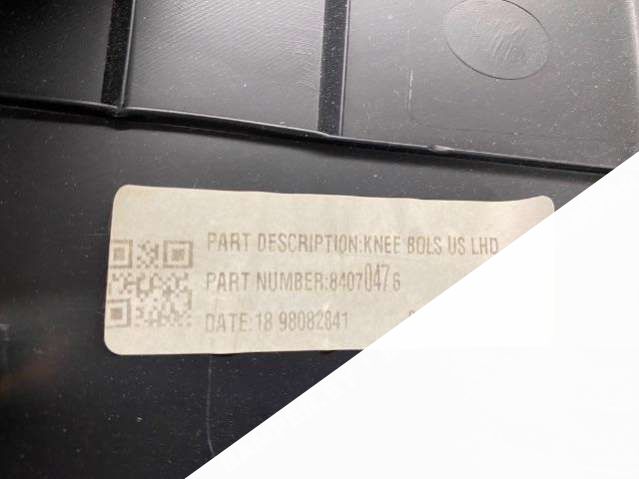 PART DESCRIPTION:KNEE BOLS US LHD
PART NUMBER:84070476
DATE:18 98082841